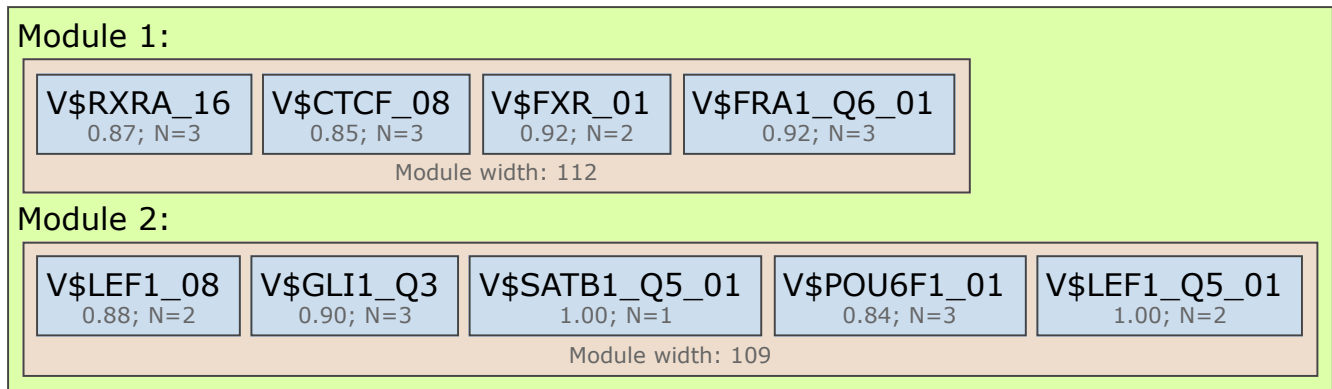 Module 1:
V$RXRA_16 V$CTCF_08 V$FXR_01 V$FRA1_Q6_01
0.87; N=3 0.85; N=3 0.92; N=2 0.92; N=3
Module width: 112
Module 2:
V$LEF1_08 V$GLI1_Q3 V$SATB1_Q5_01 V$POU6F1_01 V$LEF1_Q5_01
0.88; N=2 0.90; N=3 1.00; N=1 0.84; N=3 1.00; N=2
Module width: 109